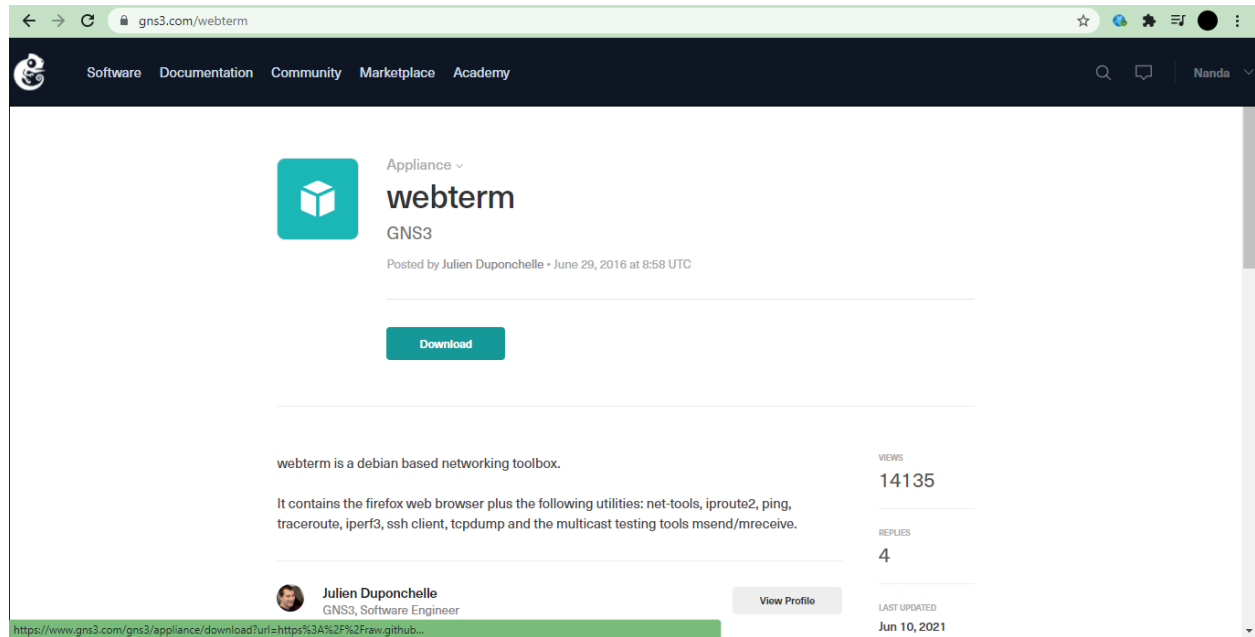 gns3.com/webterm
Software Documentation Community Marketplace Academy Nanda
Appliance
webterm
GNS3
Posted by Julien Duponchelle • June 29, 2016 at 8:58 UTC
Download
webterm is a debian based networking toolbox.
It contains the firefox web browser plus the following utilities: net-tools, iproute2, ping,
traceroute, iperf3, ssh client, tcpdump and the multicast testing tools msend/mreceive.
VIEWS
14135
REPLIES
4
LAST UPDATED
Jun 10, 2021
Julien Duponchelle
GNS3, Software Engineer
View Profile
https://www.gns3.com/gns3/appliance/download?url=https%3A%2F%2Fraw.github...